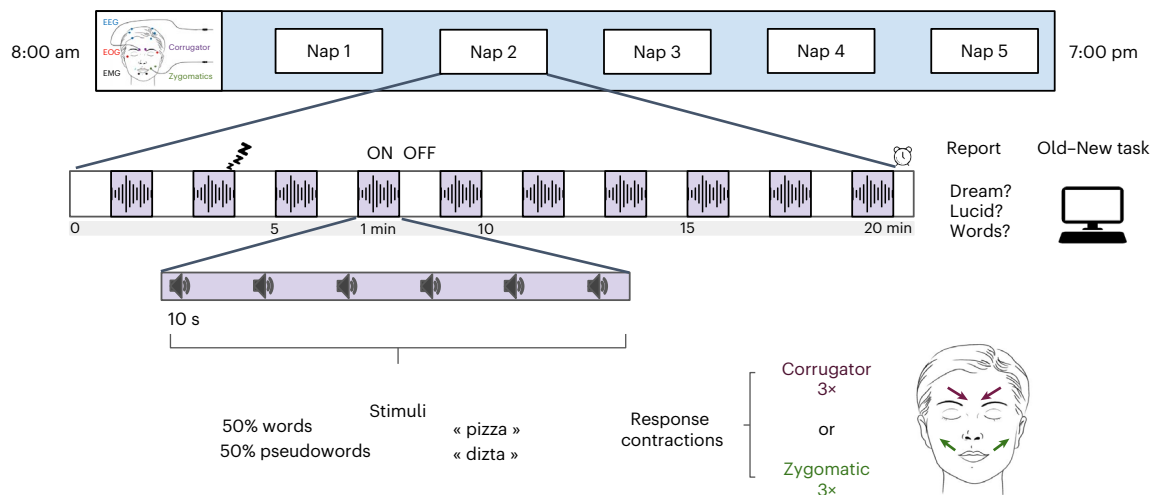 8:00 am
EEG
EOG
EMG
Corrugator
Zygomatics
Nap 1
Nap 2
Nap 3
Nap 4
Nap 5
7:00 pm
zzzN
ON OFF
Report
Old–New task
Dream?
Lucid?
Words?
0
5
1 min
10
15
20 min
10 s
Stimuli
50% words
« pizza »
50% pseudowords
« dizta »
Response
contractions
Corrugator
3×
or
Zygomatic
3×